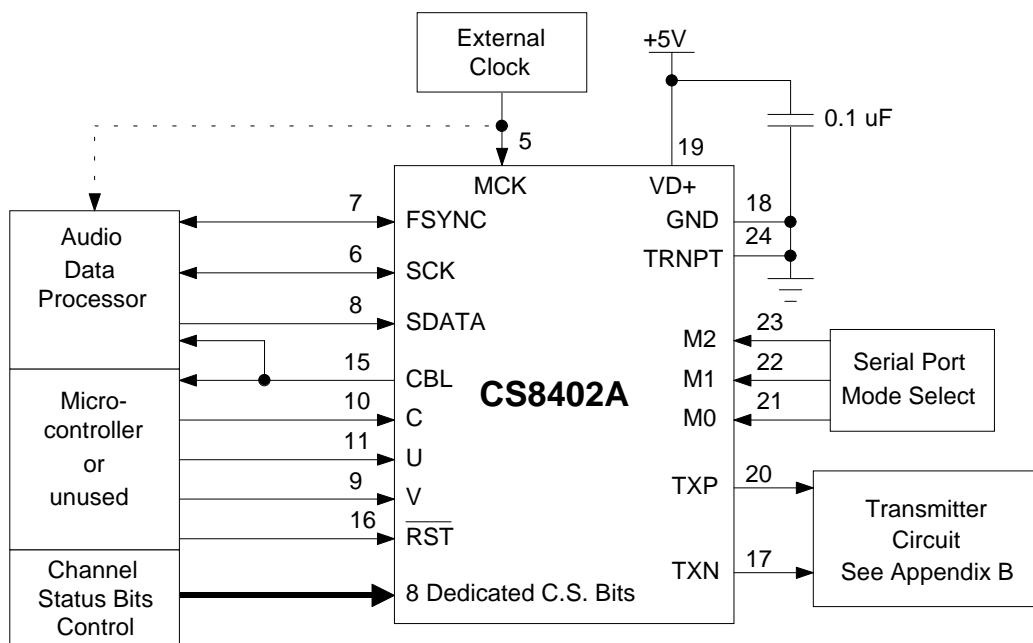 External
Clock
+5V
0.1 uF
5
19
MCK
VD+
Audio
Data
Processor
7
FSYNC
6
SCK
8
SDATA
GND
18
TRNPT
24
M2
23
M1
22
M0
21
Serial Port
Mode Select
Micro-
controller
or
unused
15
CBL
10
C
11
U
9
V
16
RST
CS8402A
TXP
20
TXN
17
Transmitter
Circuit
See Appendix B
Channel
Status Bits
Control
8 Dedicated C.S. Bits